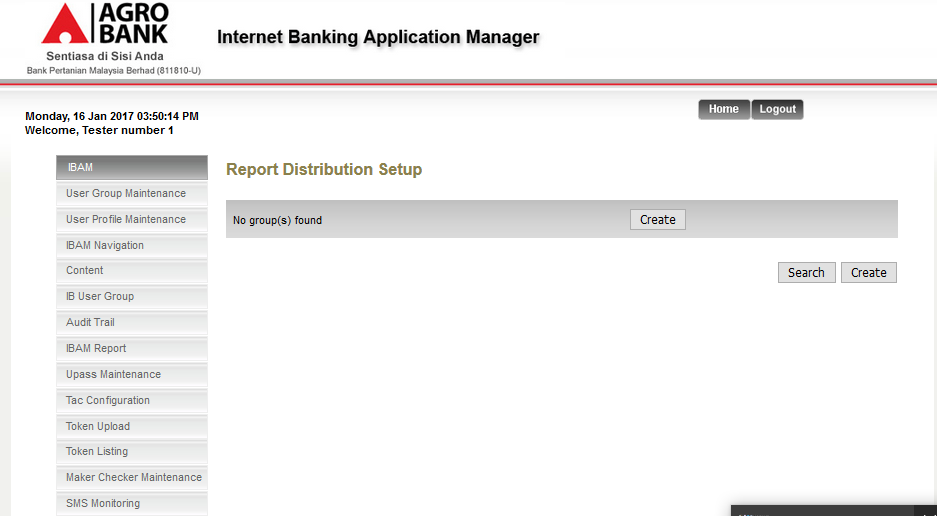 AGRO
BANK
Sentiasa di Sisi Anda
Bank Pertanian Malaysia Berhad (811810-U)
Internet Banking Application Manager
Monday, 16 Jan 2017 03:50:14 PM
Welcome, Tester number 1
Home
Logout
IBAM
User Group Maintenance
User Profile Maintenance
IBAM Navigation
Content
IB User Group
Audit Trail
IBAM Report
Upass Maintenance
Tac Configuration
Token Upload
Token Listing
Maker Checker Maintenance
SMS Monitoring
Report Distribution Setup
No group(s) found
Create
Search
Create